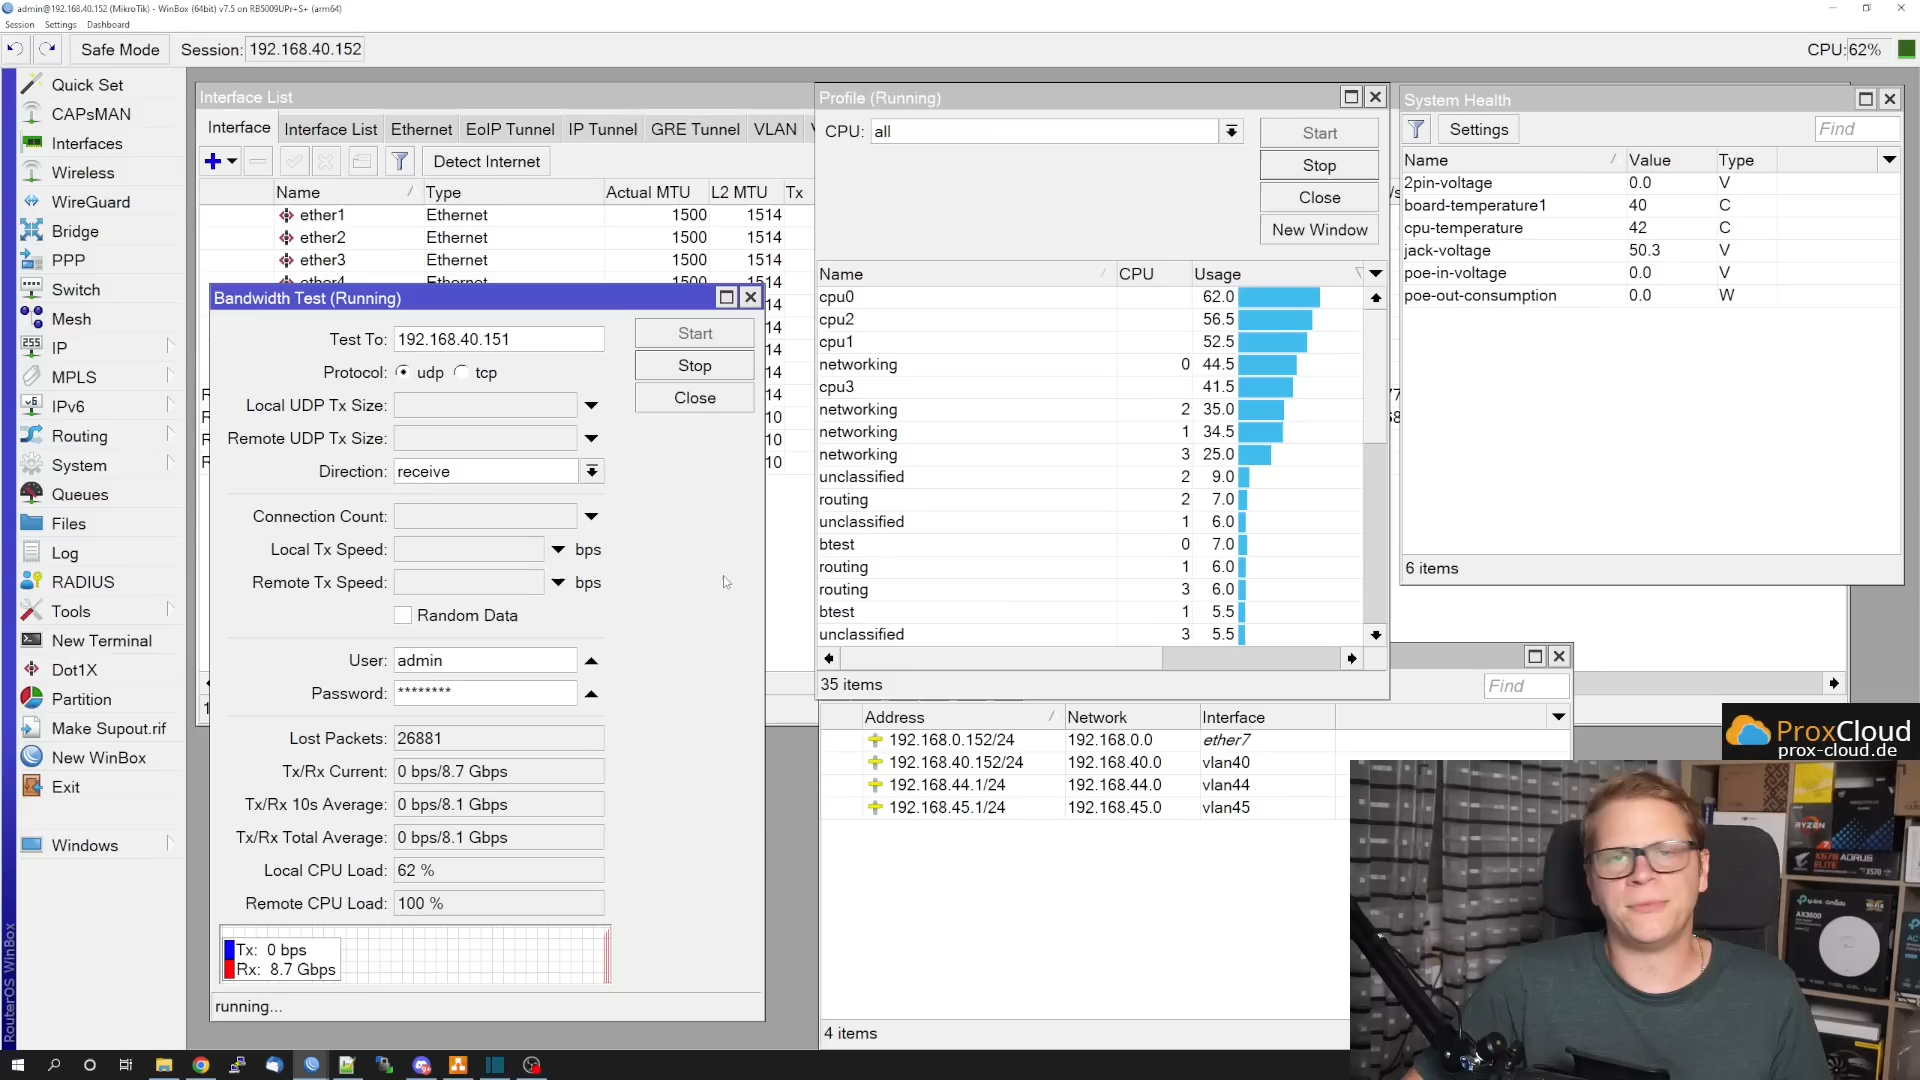 admin@192.168.40.152 (MikroTik) - WinBox (64bit) v7.5 on RB5009UPr+S+ (arm64)
Session Settings Dashboard
Safe Mode Session: 192.168.40.152 CPU: 62%
Quick Set
CAPsMAN
Interfaces
Wireless
WireGuard
Bridge
PPP
Switch
Mesh
IP
MPLS
IPv6
Routing
System
Queues
Files
Log
RADIUS
Tools
New Terminal
Dot1X
Partition
Make Supout.rif
New WinBox
Exit
Windows
RouterOS WinBox
Interface List
Interface Interface List Ethernet EoIP Tunnel IP Tunnel GRE Tunnel VLAN
Detect Internet
Name Type Actual MTU L2 MTU Tx
ether1 Ethernet 1500 1514
ether2 Ethernet 1500 1514
ether3 Ethernet 1500 1514
Bandwidth Test (Running)
Test To: 192.168.40.151 Start
Protocol: udp tcp Stop
Local UDP Tx Size: Close
Remote UDP Tx Size:
Direction: receive
Connection Count:
Local Tx Speed: bps
Remote Tx Speed: bps
Random Data
User: admin
Password: ********
Lost Packets: 26881
Tx/Rx Current: 0 bps/8.7 Gbps
Tx/Rx 10s Average: 0 bps/8.1 Gbps
Tx/Rx Total Average: 0 bps/8.1 Gbps
Local CPU Load: 62 %
Remote CPU Load: 100 %
Tx: 0 bps
Rx: 8.7 Gbps
running...
Profile (Running)
CPU: all Start
Stop
Close
New Window
Name CPU Usage
cpu0 62.0
cpu2 56.5
cpu1 52.5
networking 0 44.5
cpu3 41.5
networking 2 35.0
networking 1 34.5
networking 3 25.0
unclassified 2 9.0
routing 2 7.0
unclassified 1 6.0
btest 0 7.0
routing 1 6.0
routing 3 6.0
btest 1 5.5
unclassified 3 5.5
35 items
System Health
Settings Find
Name Value Type
2pin-voltage 0.0 V
board-temperature1 40 C
cpu-temperature 42 C
jack-voltage 50.3 V
poe-in-voltage 0.0 V
poe-out-consumption 0.0 W
6 items
Find
Address Network Interface
192.168.0.152/24 192.168.0.0 ether7
192.168.40.152/24 192.168.40.0 vlan40
192.168.44.1/24 192.168.44.0 vlan44
192.168.45.1/24 192.168.45.0 vlan45
4 items
ProxCloud
prox-cloud.de
RYZEN
X570 AORUS
ELITE
X570
tp-link omada
AX3600